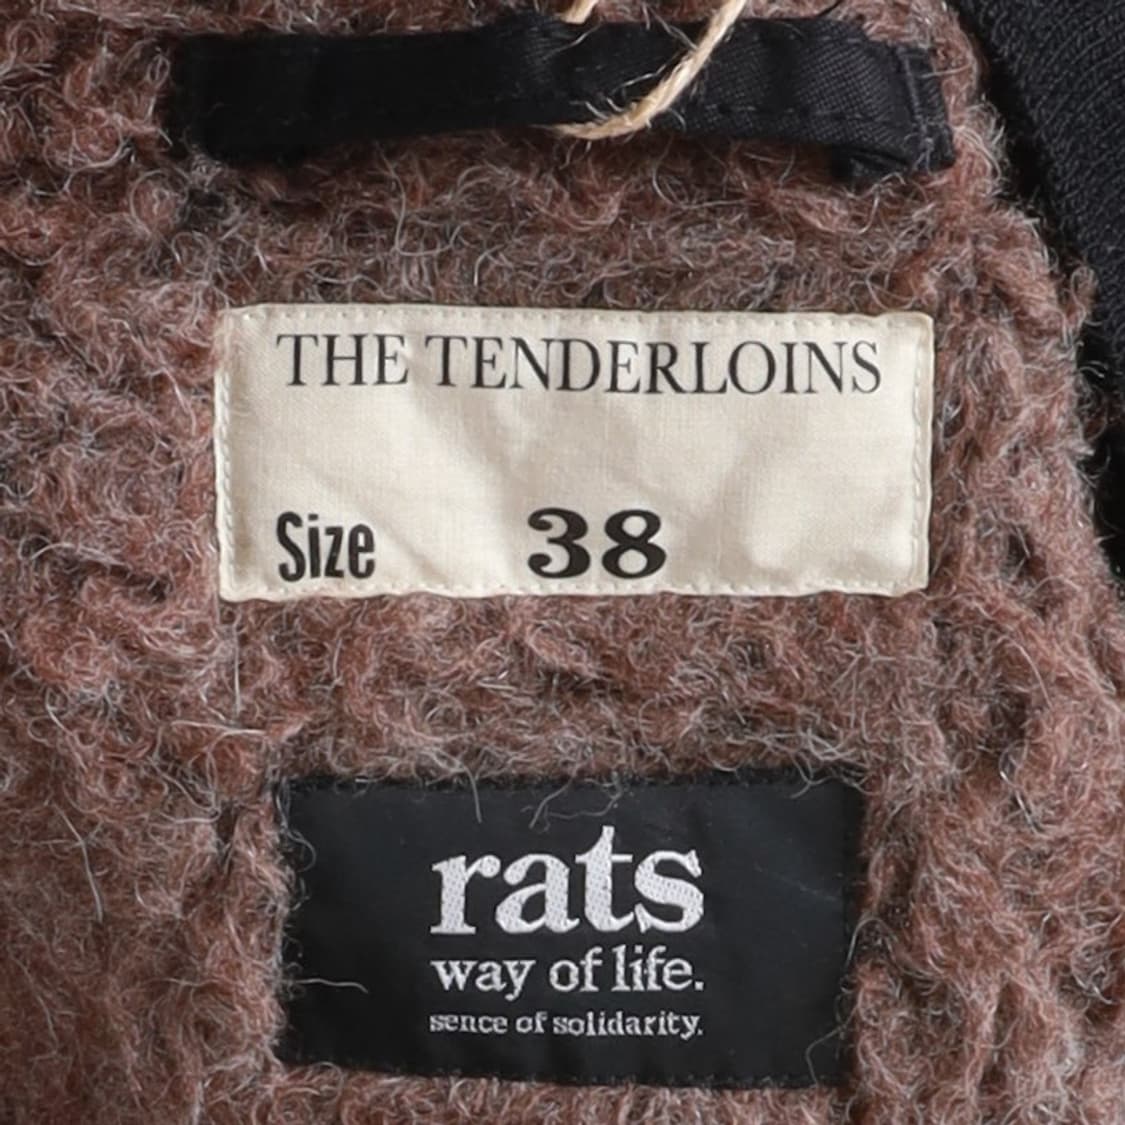 THE TENDERLOINS
Size 38
rats
way of life.
sence of solidarity.